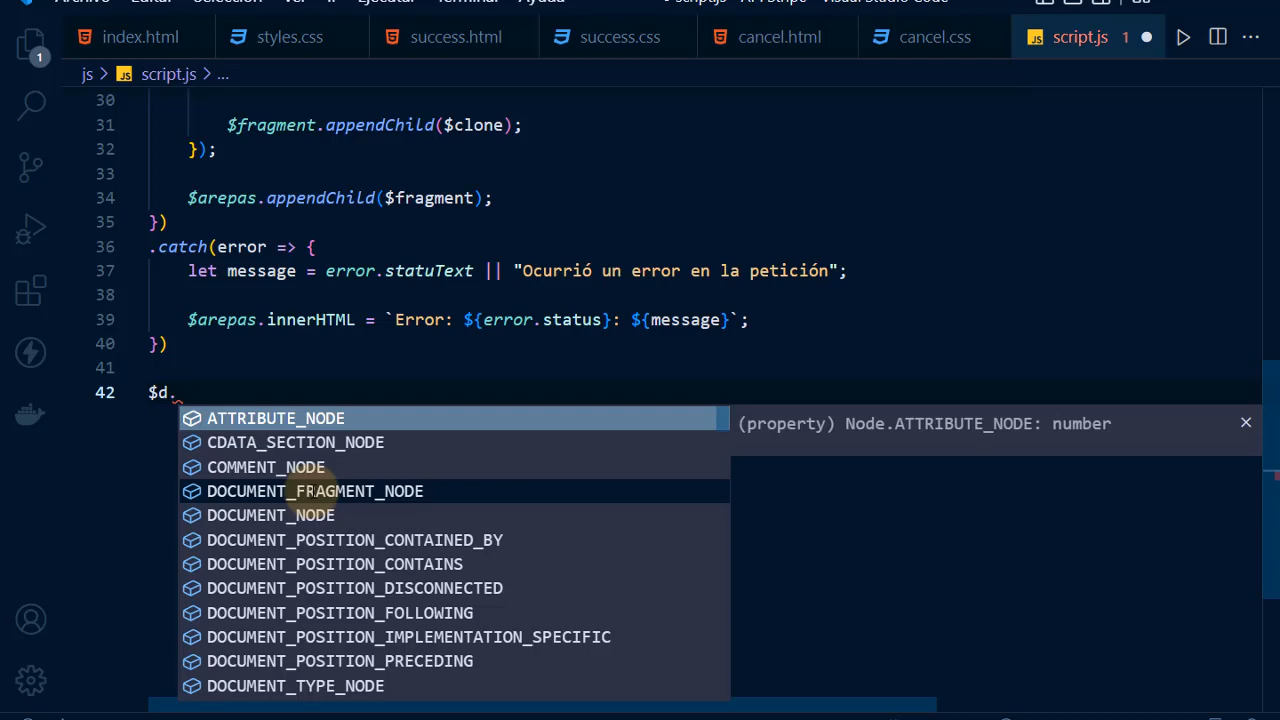 index.html styles.css success.html success.css cancel.html cancel.css JS script.js 1
1
js > JS script.js > ...
30
31 $fragment.appendChild($clone);
32 });
33
34 $arepas.appendChild($fragment);
35 })
36 .catch(error => {
37 let message = error.statuText || "Ocurrió un error en la petición";
38
39 $arepas.innerHTML = `Error: ${error.status}: ${message}`;
40 })
41
42 $d.
ATTRIBUTE_NODE (property) Node.ATTRIBUTE_NODE: number
CDATA_SECTION_NODE
COMMENT_NODE
DOCUMENT_FRAGMENT_NODE
DOCUMENT_NODE
DOCUMENT_POSITION_CONTAINED_BY
DOCUMENT_POSITION_CONTAINS
DOCUMENT_POSITION_DISCONNECTED
DOCUMENT_POSITION_FOLLOWING
DOCUMENT_POSITION_IMPLEMENTATION_SPECIFIC
DOCUMENT_POSITION_PRECEDING
DOCUMENT_TYPE_NODE